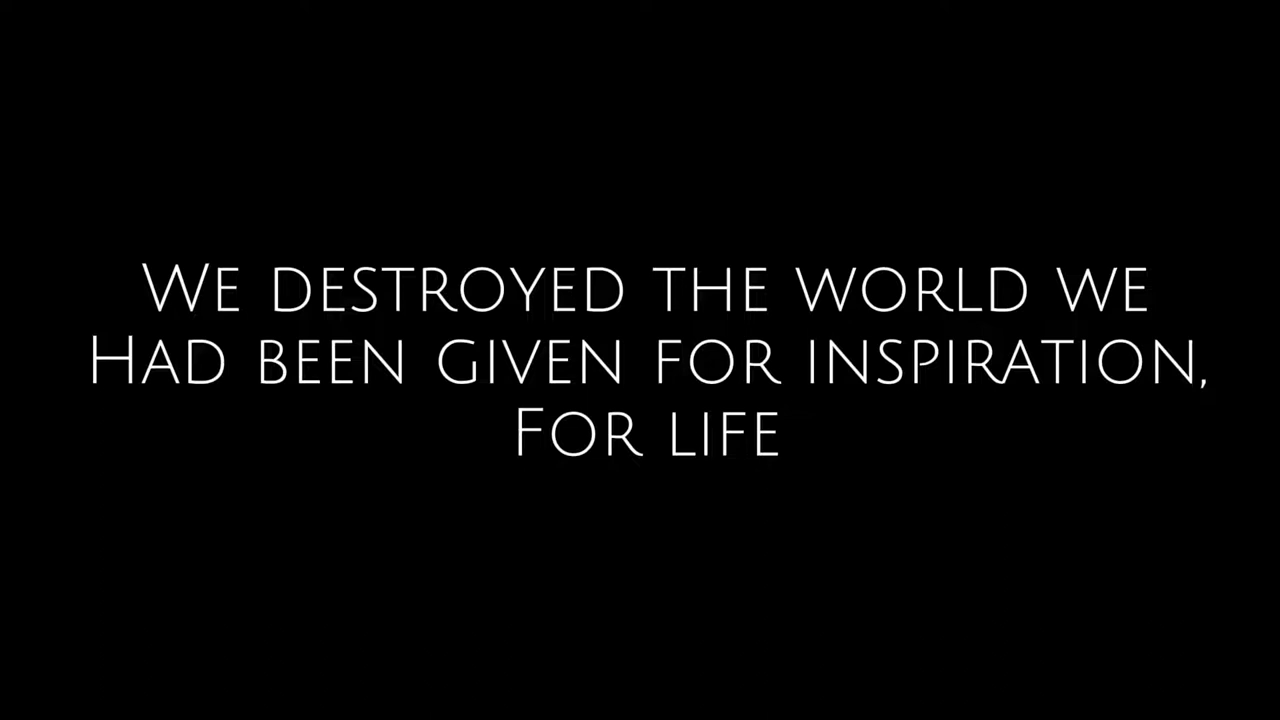 We destroyed the world we
Had been given for inspiration,
For life